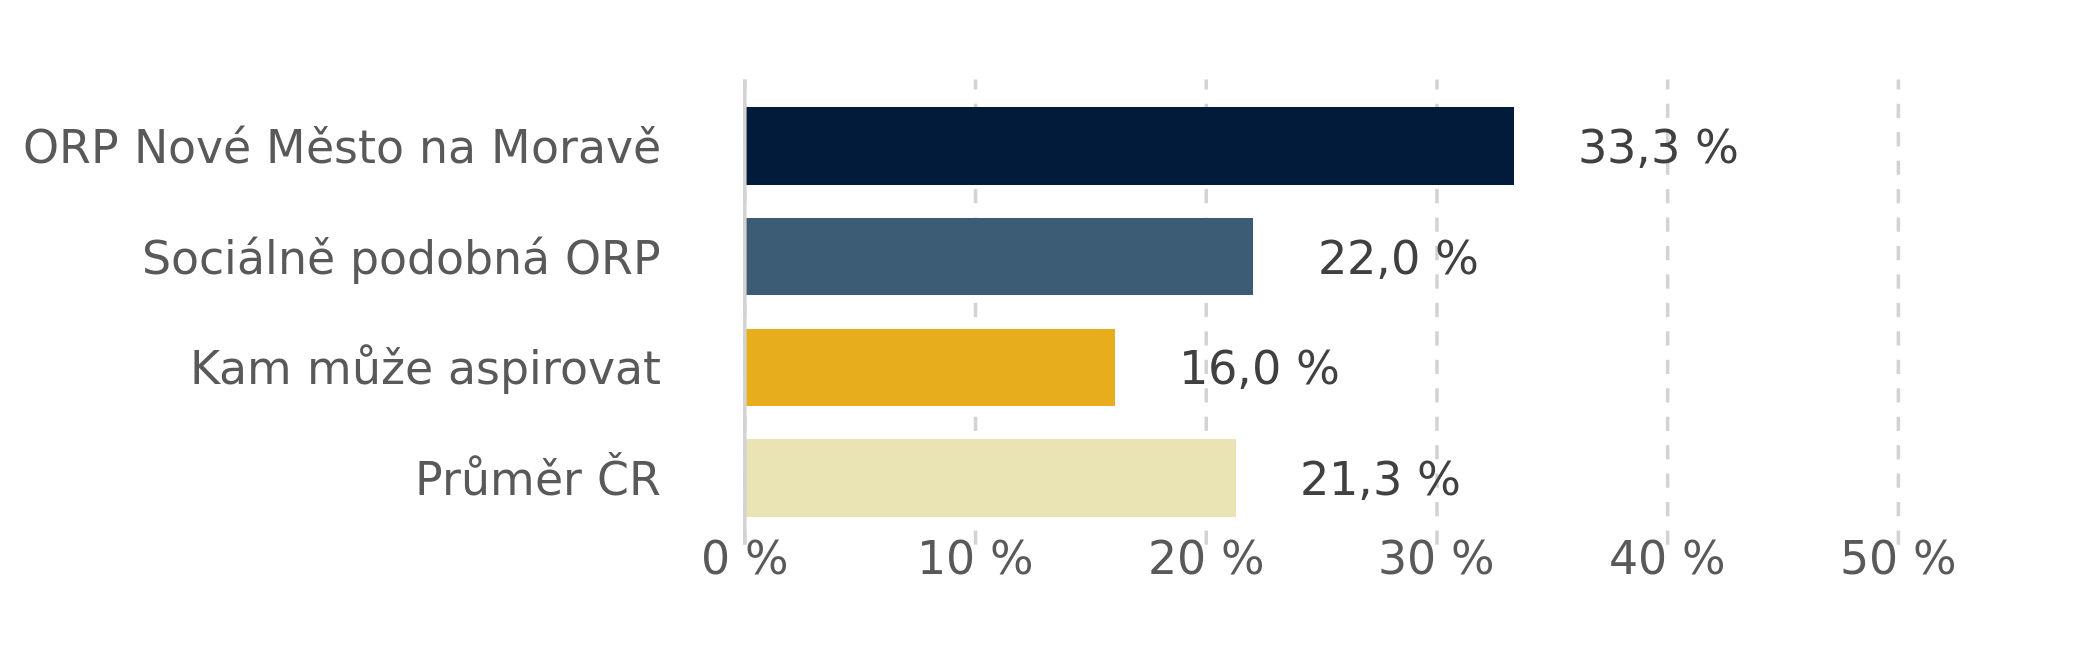 ORP Nové Město na Moravě 33,3 %
Sociálně podobná ORP 22,0 %
Kam může aspirovat 16,0 %
Průměr ČR 21,3 %
0 % 10 % 20 % 30 % 40 % 50 %